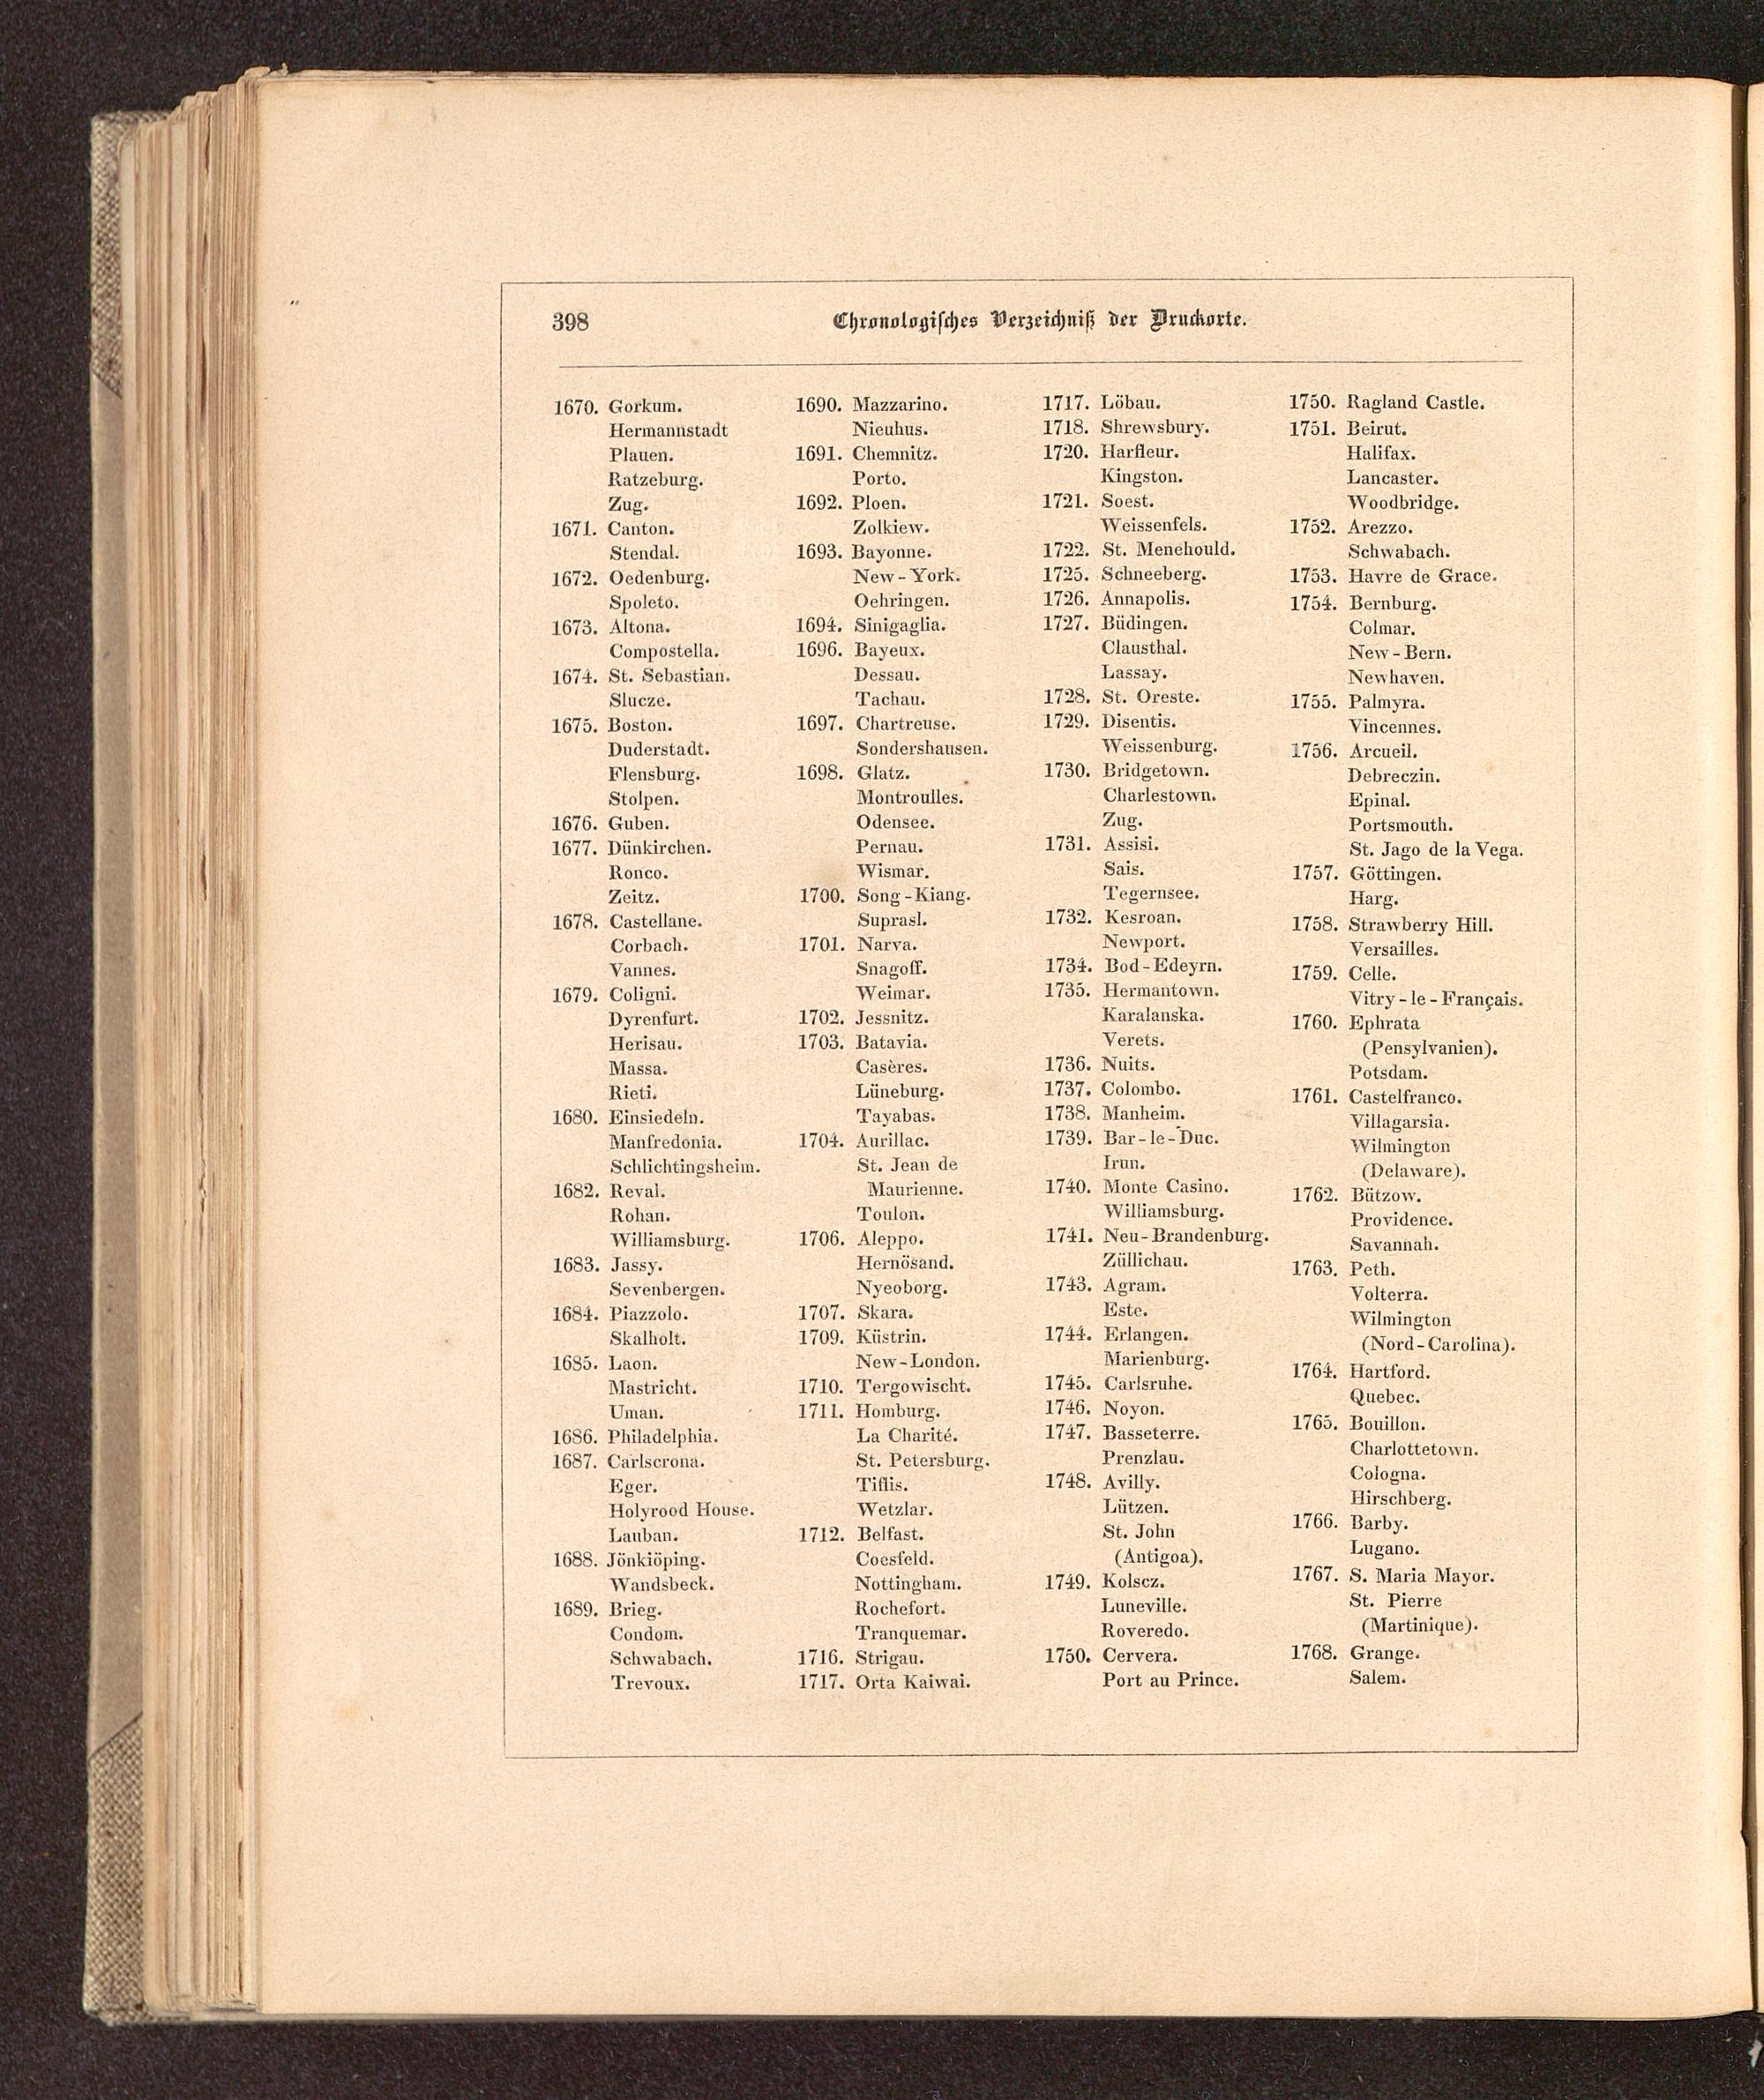 398
Chronologisches Verzeichniß der Druckorte.
1670. Gorkum.
Hermannstadt
Plauen.
Ratzeburg.
Zug.
1671. Canton.
Stendal.
1672. Oedenburg.
Spoleto.
1673. Altona.
Compostella.
1674. St. Sebastian.
Slucze.
1675. Boston.
Duderstadt.
Flensburg.
Stolpen.
1676. Guben.
1677. Dünkirchen.
Ronco.
Zeitz.
1678. Castellane.
Corbach.
Vannes.
1679. Coligni.
Dyrenfurt.
Herisau.
Massa.
Rieti.
1680. Einsiedeln.
Manfredonia.
Schlichtingsheim.
1682. Reval.
Rohan.
Williamsburg.
1683. Jassy.
Sevenbergen.
1684. Piazzolo.
Skalholt.
1685. Laon.
Mastricht.
Uman.
1686. Philadelphia.
1687. Carlscrona.
Eger.
Holyrood House.
Lauban.
1688. Jönkiöping.
Wandsbeck.
1689. Brieg.
Condom.
Schwabach.
Trevoux.
1690. Mazzarino.
Nieuhus.
1691. Chemnitz.
Porto.
1692. Ploen.
Zolkiew.
1693. Bayonne.
New-York.
Oehringen.
1694. Sinigaglia.
1696. Bayeux.
Dessau.
Tachau.
1697. Chartreuse.
Sondershausen.
1698. Glatz.
Montroulles.
Odensee.
Pernau.
Wismar.
1700. Song-Kiang.
Suprasl.
1701. Narva.
Snagoff.
Weimar.
1702. Jessnitz.
1703. Batavia.
Casères.
Lüneburg.
Tayabas.
1704. Aurillac.
St. Jean de
Maurienne.
Toulon.
1706. Aleppo.
Hernösand.
Nyeoborg.
1707. Skara.
1709. Küstrin.
New-London.
1710. Tergowischt.
1711. Homburg.
La Charité.
St. Petersburg.
Tiflis.
Wetzlar.
1712. Belfast.
Coesfeld.
Nottingham.
Rochefort.
Tranquemar.
1716. Strigau.
1717. Orta Kaiwai.
1717. Löbau.
1718. Shrewsbury.
1720. Harfleur.
Kingston.
1721. Soest.
Weissenfels.
1722. St. Menehould.
1725. Schneeberg.
1726. Annapolis.
1727. Büdingen.
Clausthal.
Lassay.
1728. St. Oreste.
1729. Disentis.
Weissenburg.
1730. Bridgetown.
Charlestown.
Zug.
1731. Assisi.
Sais.
Tegernsee.
1732. Kesroan.
Newport.
1734. Bod-Edeyrn.
1735. Hermantown.
Karalanska.
Verets.
1736. Nuits.
1737. Colombo.
1738. Manheim.
1739. Bar-le-Duc.
Irun.
1740. Monte Casino.
Williamsburg.
1741. Neu-Brandenburg.
Züllichau.
1743. Agram.
Este.
1744. Erlangen.
Marienburg.
1745. Carlsruhe.
1746. Noyon.
1747. Basseterre.
Prenzlau.
1748. Avilly.
Lützen.
St. John
(Antigoa).
1749. Kolscz.
Luneville.
Roveredo.
1750. Cervera.
Port au Prince.
1750. Ragland Castle.
1751. Beirut.
Halifax.
Lancaster.
Woodbridge.
1752. Arezzo.
Schwabach.
1753. Havre de Grace.
1754. Bernburg.
Colmar.
New-Bern.
Newhaven.
1755. Palmyra.
Vincennes.
1756. Arcueil.
Debreczin.
Epinal.
Portsmouth.
St. Jago de la Vega.
1757. Göttingen.
Harg.
1758. Strawberry Hill.
Versailles.
1759. Celle.
Vitry-le-Français.
1760. Ephrata
(Pensylvanien).
Potsdam.
1761. Castelfranco.
Villagarsia.
Wilmington
(Delaware).
1762. Bützow.
Providence.
Savannah.
1763. Peth.
Volterra.
Wilmington
(Nord-Carolina).
1764. Hartford.
Quebec.
1765. Bouillon.
Charlottetown.
Cologna.
Hirschberg.
1766. Barby.
Lugano.
1767. S. Maria Mayor.
St. Pierre
(Martinique).
1768. Grange.
Salem.